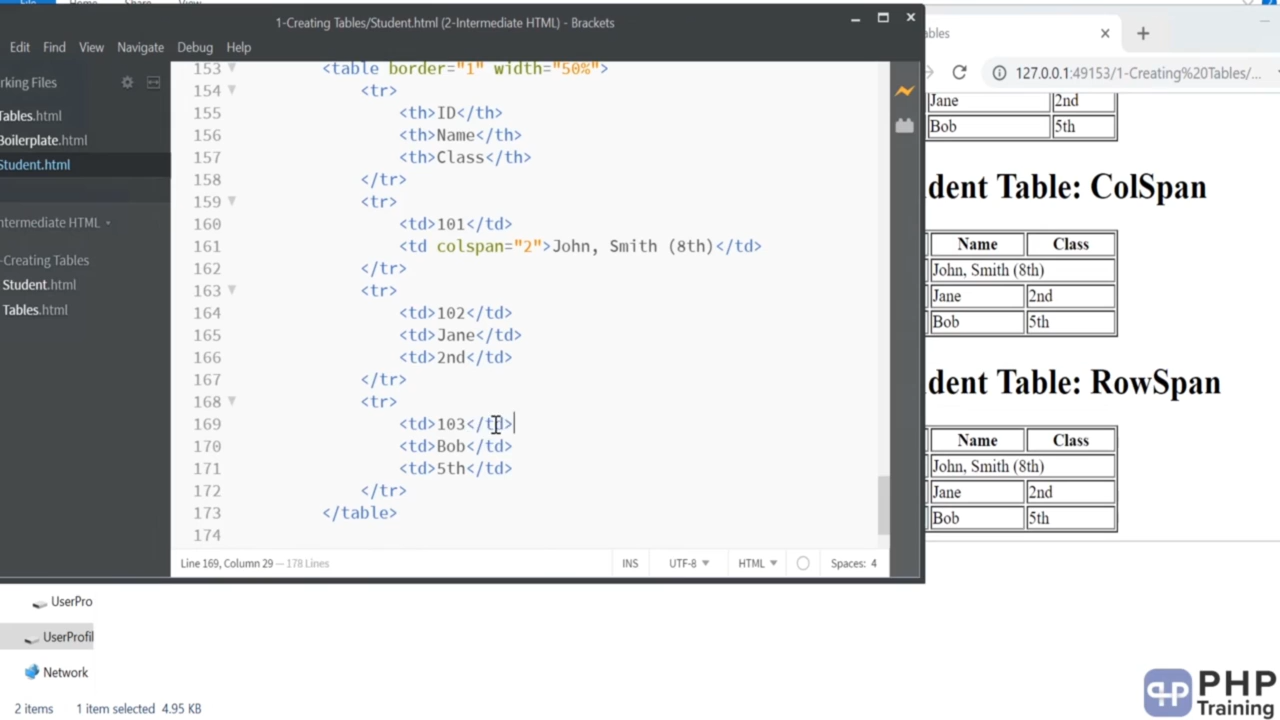 1-Creating Tables/Student.html (2-Intermediate HTML) - Brackets
Edit Find View Navigate Debug Help
rking Files
Tables.html
Boilerplate.html
Student.html
ntermediate HTML
-Creating Tables
Student.html
Tables.html
153 <table border="1" width="50%">
154 <tr>
155 <th>ID</th>
156 <th>Name</th>
157 <th>Class</th>
158 </tr>
159 <tr>
160 <td>101</td>
161 <td colspan="2">John, Smith (8th)</td>
162 </tr>
163 <tr>
164 <td>102</td>
165 <td>Jane</td>
166 <td>2nd</td>
167 </tr>
168 <tr>
169 <td>103</td>
170 <td>Bob</td>
171 <td>5th</td>
172 </tr>
173 </table>
174
Line 169, Column 29 — 178 Lines
INS UTF-8 HTML Spaces: 4
ables
127.0.0.1:49153/1-Creating%20Tables/...
Jane 2nd
Bob 5th
dent Table: ColSpan
Name Class
John, Smith (8th)
Jane 2nd
Bob 5th
dent Table: RowSpan
Name Class
John, Smith (8th)
Jane 2nd
Bob 5th
UserPro
UserProfil
Network
2 items 1 item selected 4.95 KB
PHP
Training